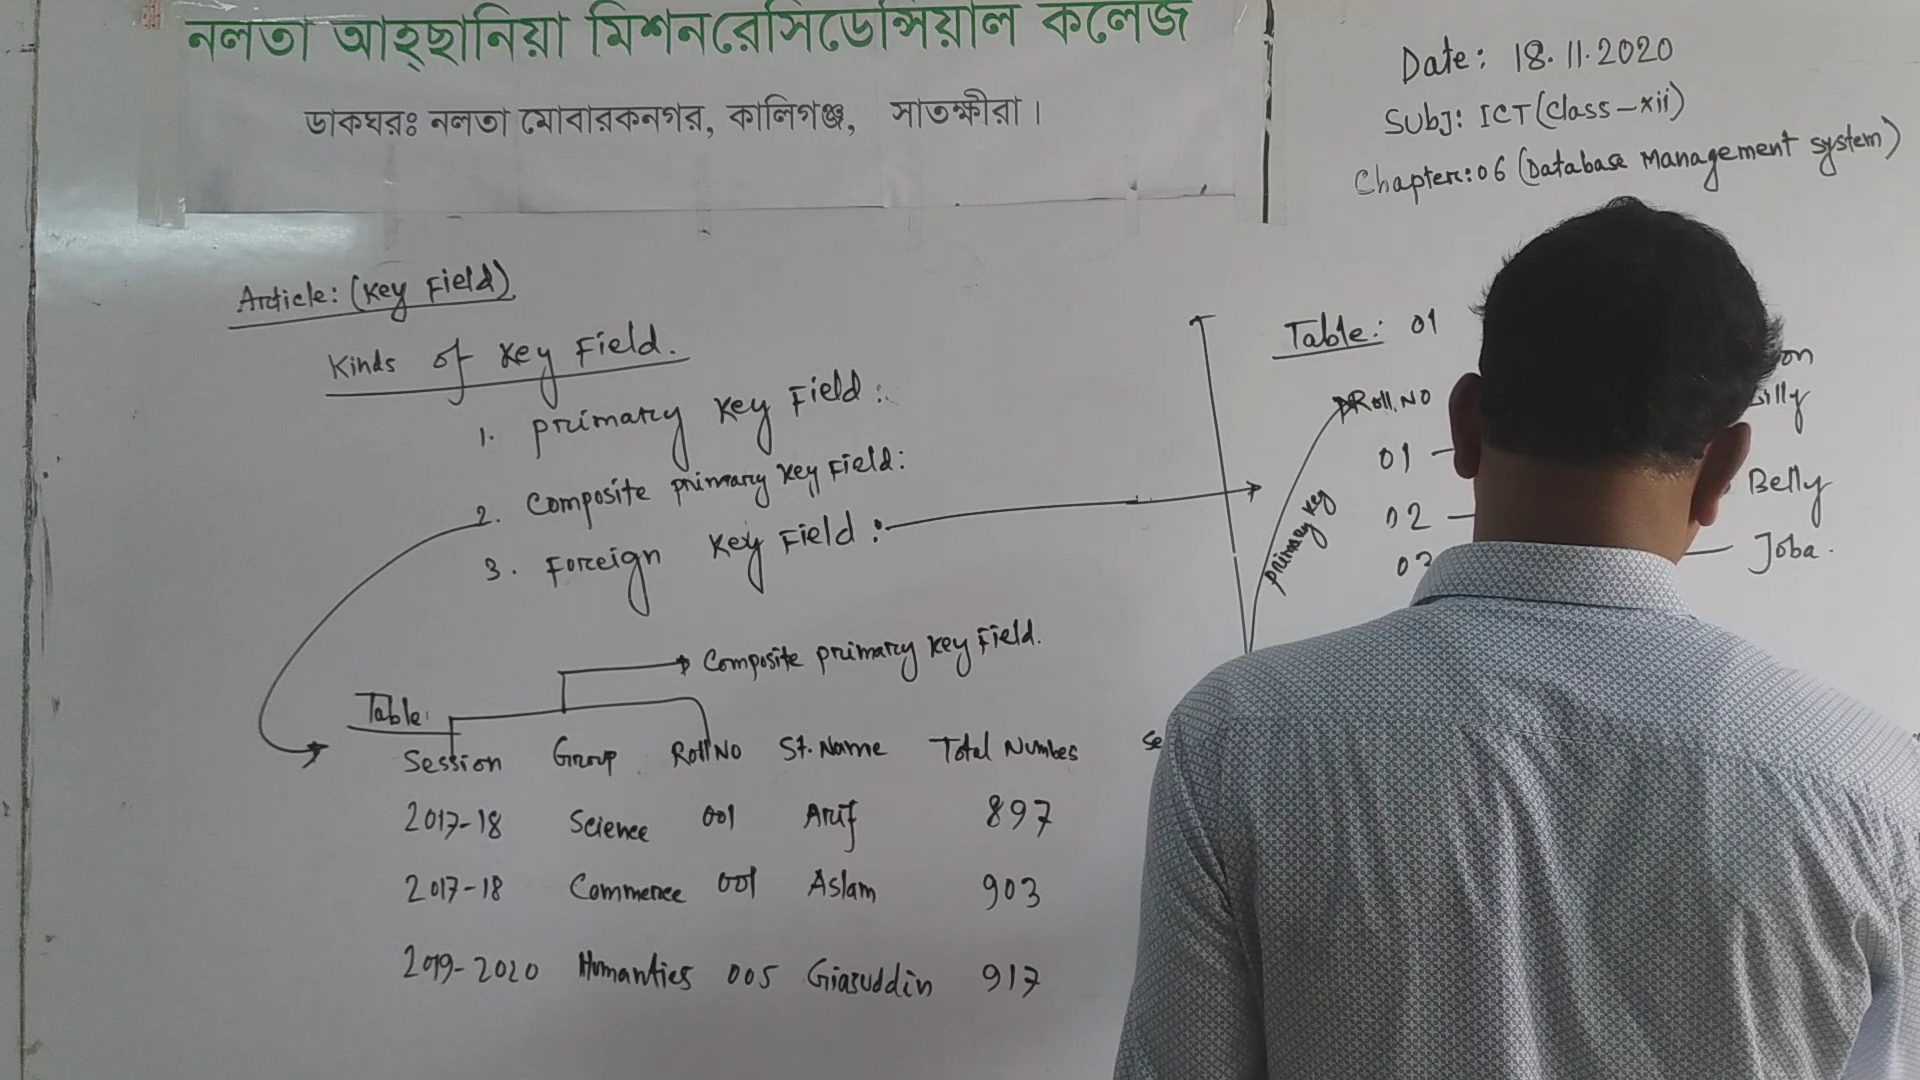 নলতা আহ্ছানিয়া মিশনরেসিডেন্সিয়াল কলেজ
ডাকঘরঃ নলতা মোবারকনগর, কালিগঞ্জ, সাতক্ষীরা।
Date: 18.11.2020
Subj: ICT (Class-xii)
Chapter: 06 (Database Management system)
Article: (Key Field)
Kinds of Key Field.
1. Primary Key Field:
2. Composite primary Key Field:
3. Foreign Key Field:
Composite primary Key Field.
Table:
Session Group Roll No St. Name Total Number
2017-18 Science 001 Arif 897
2017-18 Commerce 001 Aslam 903
2019-2020 Humanties 005 Giasuddin 917
Table: 01
Roll. NO
01
02 Belly
Joba.
Primary Key